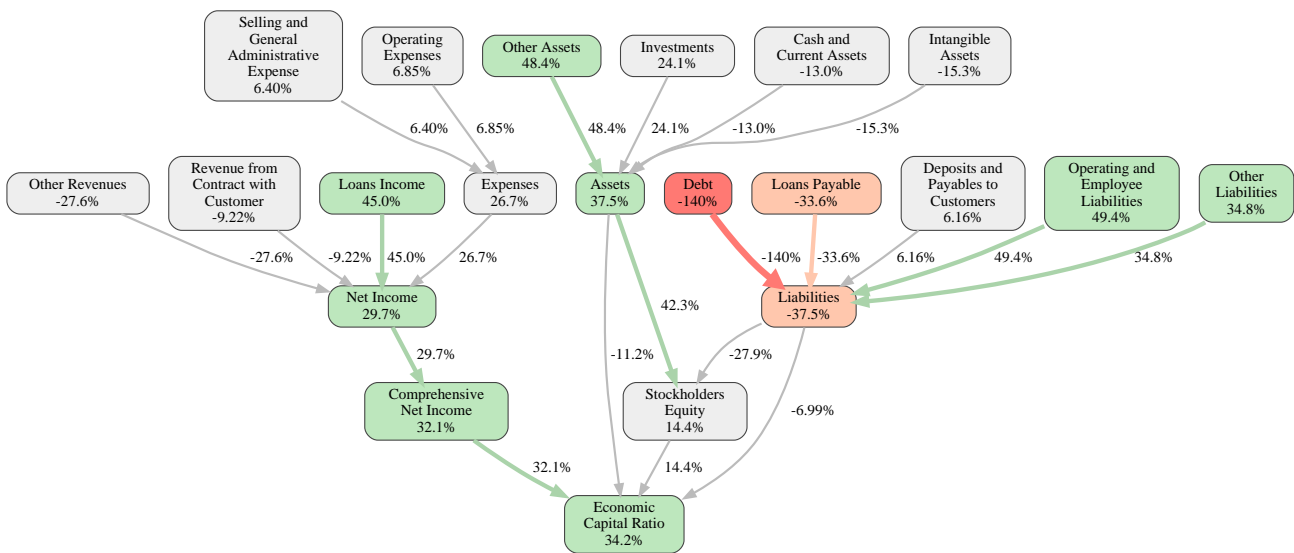 Selling and
General
Administrative
Expense
6.40%
Operating
Expenses
6.85%
Other Assets
48.4%
Investments
24.1%
Cash and
Current Assets
-13.0%
Intangible
Assets
-15.3%
6.40%
6.85%
48.4%
24.1%
-13.0%
-15.3%
Other Revenues
-27.6%
Revenue from
Contract with
Customer
-9.22%
Loans Income
45.0%
Expenses
26.7%
Assets
37.5%
Debt
-140%
Loans Payable
-33.6%
Deposits and
Payables to
Customers
6.16%
Operating and
Employee
Liabilities
49.4%
Other
Liabilities
34.8%
-27.6%
-9.22%
45.0%
26.7%
-140%
-33.6%
6.16%
49.4%
34.8%
Net Income
29.7%
42.3%
Liabilities
-37.5%
29.7%
-11.2%
-27.9%
Comprehensive
Net Income
32.1%
Stockholders
Equity
14.4%
-6.99%
32.1%
14.4%
Economic
Capital Ratio
34.2%